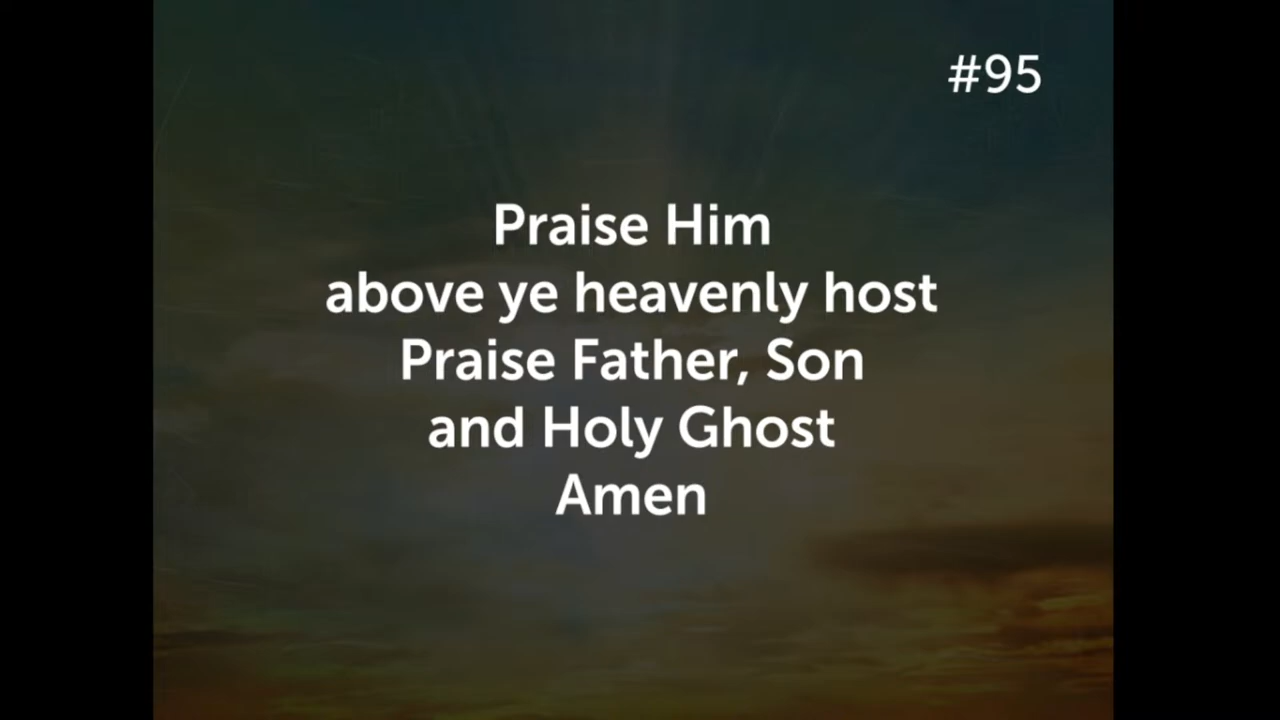 #95
Praise Him
above ye heavenly host
Praise Father, Son
and Holy Ghost
Amen